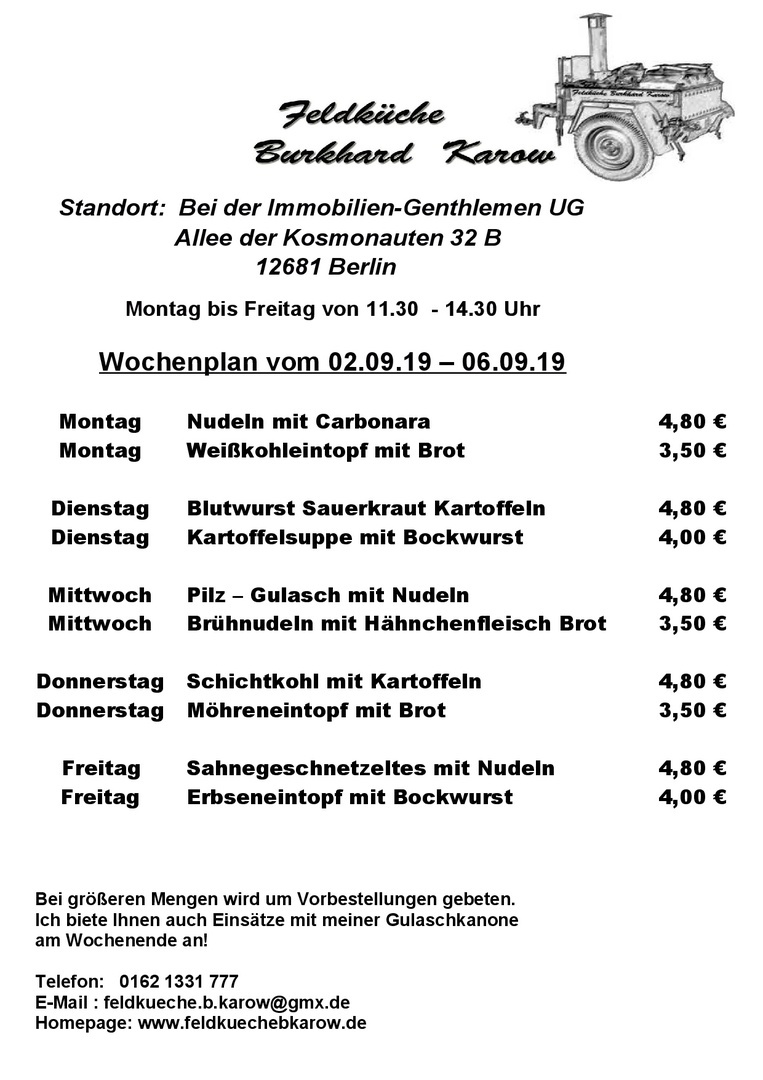 Feldküche Burkhard Karow
Feldküche
Burkhard Karow
Standort: Bei der Immobilien-Genthlemen UG
Allee der Kosmonauten 32 B
12681 Berlin
Montag bis Freitag von 11.30 - 14.30 Uhr
Wochenplan vom 02.09.19 – 06.09.19
Montag Nudeln mit Carbonara 4,80 €
Montag Weißkohleintopf mit Brot 3,50 €
Dienstag Blutwurst Sauerkraut Kartoffeln 4,80 €
Dienstag Kartoffelsuppe mit Bockwurst 4,00 €
Mittwoch Pilz – Gulasch mit Nudeln 4,80 €
Mittwoch Brühnudeln mit Hähnchenfleisch Brot 3,50 €
Donnerstag Schichtkohl mit Kartoffeln 4,80 €
Donnerstag Möhreneintopf mit Brot 3,50 €
Freitag Sahnegeschnetzeltes mit Nudeln 4,80 €
Freitag Erbseneintopf mit Bockwurst 4,00 €
Bei größeren Mengen wird um Vorbestellungen gebeten.
Ich biete Ihnen auch Einsätze mit meiner Gulaschkanone
am Wochenende an!
Telefon: 0162 1331 777
E-Mail : feldkueche.b.karow@gmx.de
Homepage: www.feldkuechebkarow.de